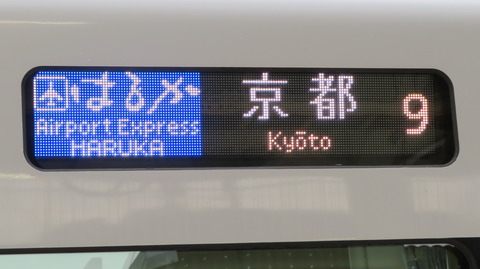 はるか 京都 9
Airport Express Kyōto
HARUKA